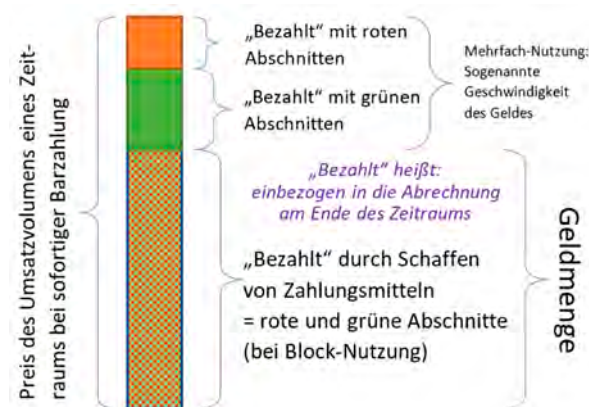 Preis des Umsatzvolumens eines Zeit-
raums bei sofortiger Barzahlung
„Bezahlt“ mit roten
Abschnitten
„Bezahlt“ mit grünen
Abschnitten
Mehrfach-Nutzung:
Sogenannte
Geschwindigkeit
des Geldes
„Bezahlt“ heißt:
einbezogen in die Abrechnung
am Ende des Zeitraums
„Bezahlt“ durch Schaffen
von Zahlungsmitteln
= rote und grüne Abschnitte
(bei Block-Nutzung)
Geldmenge